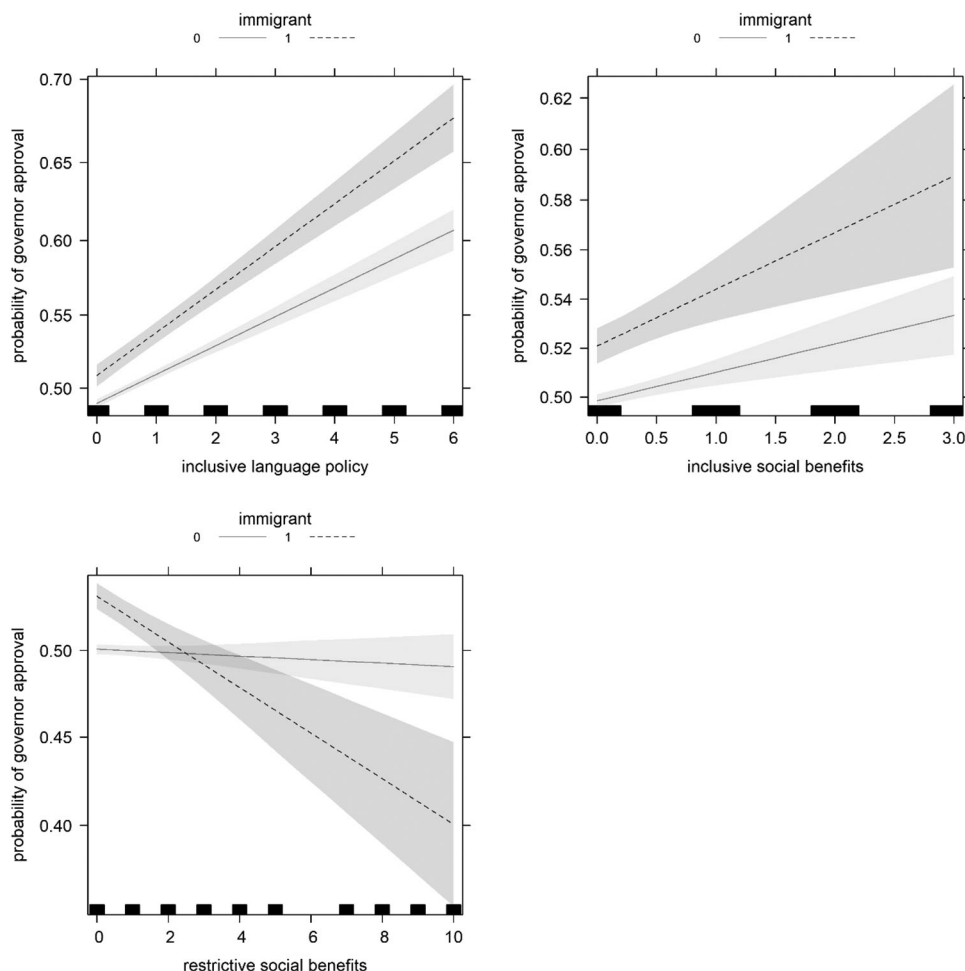 immigrant
0 1
probability of governor approval
0.70
0.65
0.60
0.55
0.50
0 1 2 3 4 5 6
inclusive language policy
immigrant
0 1
probability of governor approval
0.62
0.60
0.58
0.56
0.54
0.52
0.50
0.0 0.5 1.0 1.5 2.0 2.5 3.0
inclusive social benefits
immigrant
0 1
probability of governor approval
0.50
0.45
0.40
0 2 4 6 8 10
restrictive social benefits